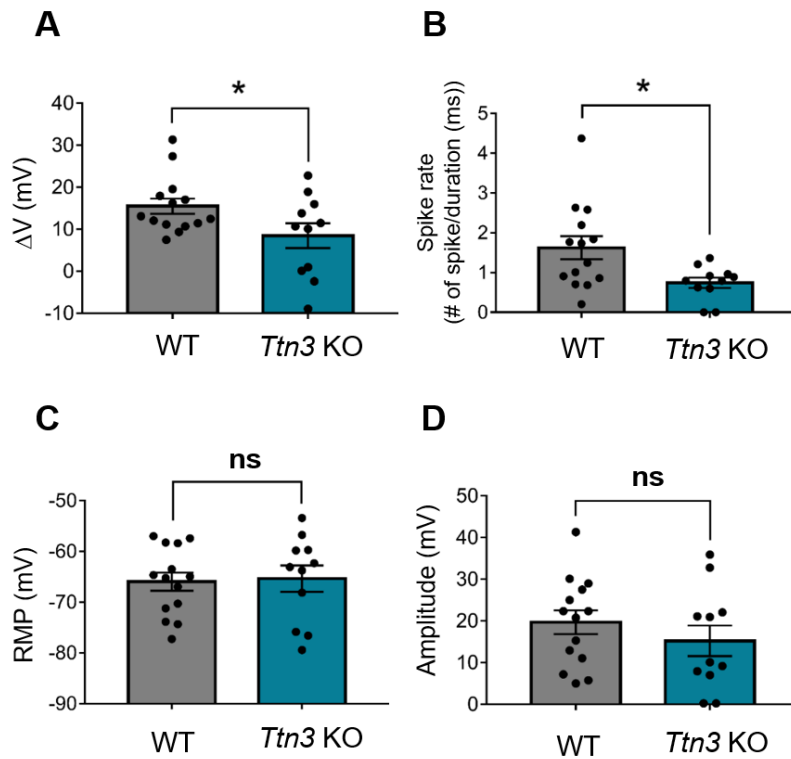 A
ΔV (mV)
40
30
20
10
0
-10
*
WT
Ttn3 KO
B
Spike rate
(# of spike/duration (ms))
5
4
3
2
1
0
*
WT
Ttn3 KO
C
RMP (mV)
-50
-60
-70
-80
-90
ns
WT
Ttn3 KO
D
Amplitude (mV)
50
40
30
20
10
0
ns
WT
Ttn3 KO